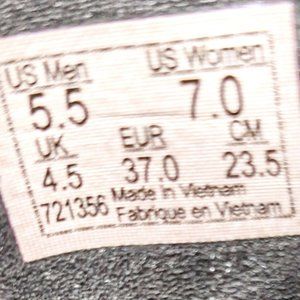 US Men US Women
5.5 7.0
UK EUR CM
4.5 37.0 23.5
721356 Made in Vietnam
Fabrique en Vietnam